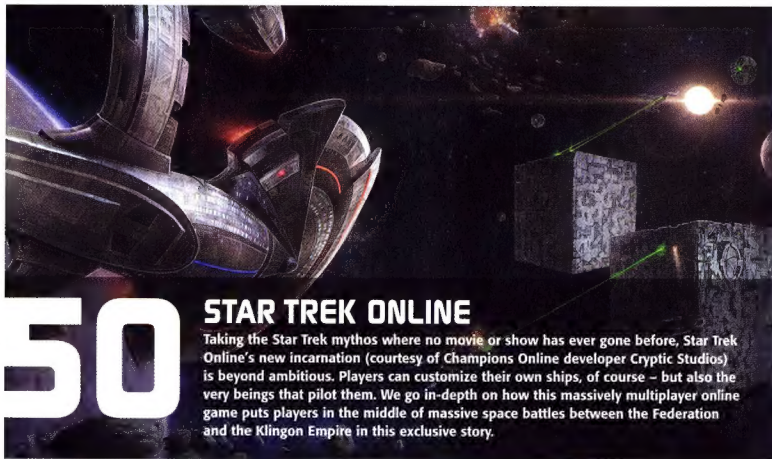 50
STAR TREK ONLINE
Taking the Star Trek mythos where no movie or show has ever gone before, Star Trek
Online's new incarnation (courtesy of Champions Online developer Cryptic Studios)
is beyond ambitious. Players can customize their own ships, of course – but also the
very beings that pilot them. We go in-depth on how this massively multiplayer online
game puts players in the middle of massive space battles between the Federation
and the Klingon Empire in this exclusive story.